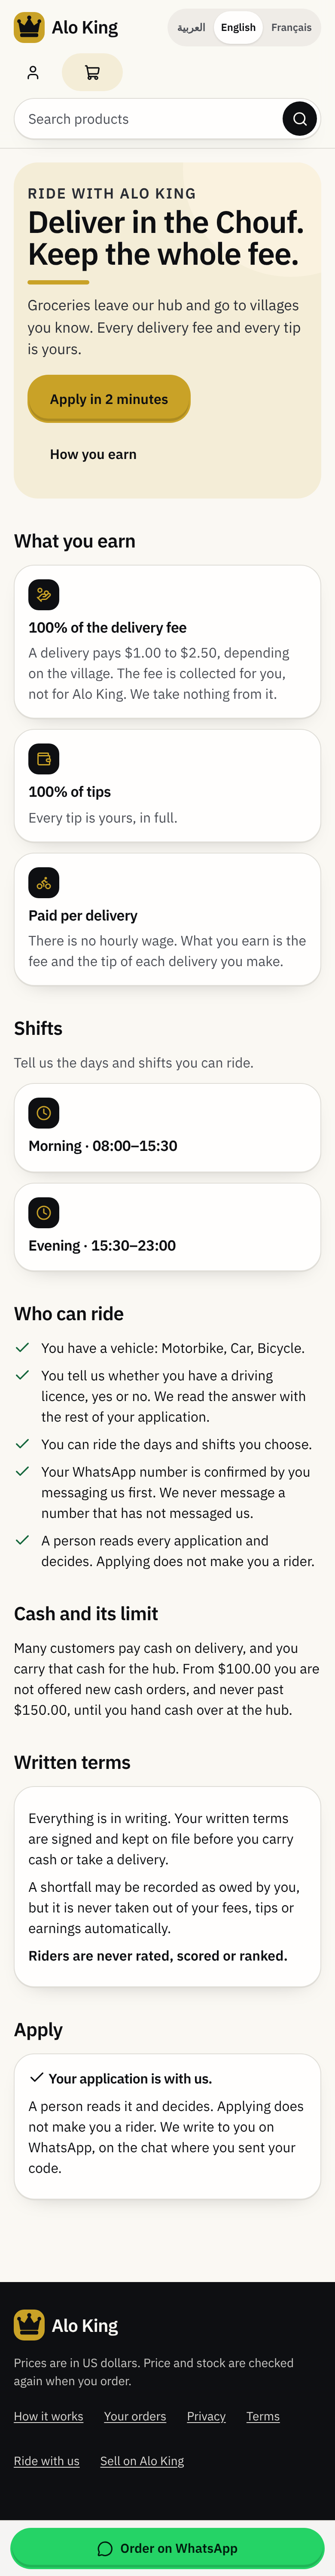 Alo King
العربية
English
Français
Search products
RIDE WITH ALO KING
Deliver in the Chouf.
Keep the whole fee.
Groceries leave our hub and go to villages
you know. Every delivery fee and every tip
is yours.
Apply in 2 minutes
How you earn
What you earn
100% of the delivery fee
A delivery pays $1.00 to $2.50, depending
on the village. The fee is collected for you,
not for Alo King. We take nothing from it.
100% of tips
Every tip is yours, in full.
Paid per delivery
There is no hourly wage. What you earn is the
fee and the tip of each delivery you make.
Shifts
Tell us the days and shifts you can ride.
Morning · 08:00–15:30
Evening · 15:30–23:00
Who can ride
You have a vehicle: Motorbike, Car, Bicycle.
You tell us whether you have a driving
licence, yes or no. We read the answer with
the rest of your application.
You can ride the days and shifts you choose.
Your WhatsApp number is confirmed by you
messaging us first. We never message a
number that has not messaged us.
A person reads every application and
decides. Applying does not make you a rider.
Cash and its limit
Many customers pay cash on delivery, and you
carry that cash for the hub. From $100.00 you are
not offered new cash orders, and never past
$150.00, until you hand cash over at the hub.
Written terms
Everything is in writing. Your written terms
are signed and kept on file before you carry
cash or take a delivery.
A shortfall may be recorded as owed by you,
but it is never taken out of your fees, tips or
earnings automatically.
Riders are never rated, scored or ranked.
Apply
Your application is with us.
A person reads it and decides. Applying does
not make you a rider. We write to you on
WhatsApp, on the chat where you sent your
code.
Alo King
Prices are in US dollars. Price and stock are checked
again when you order.
How it works
Your orders
Privacy
Terms
Ride with us
Sell on Alo King
Order on WhatsApp